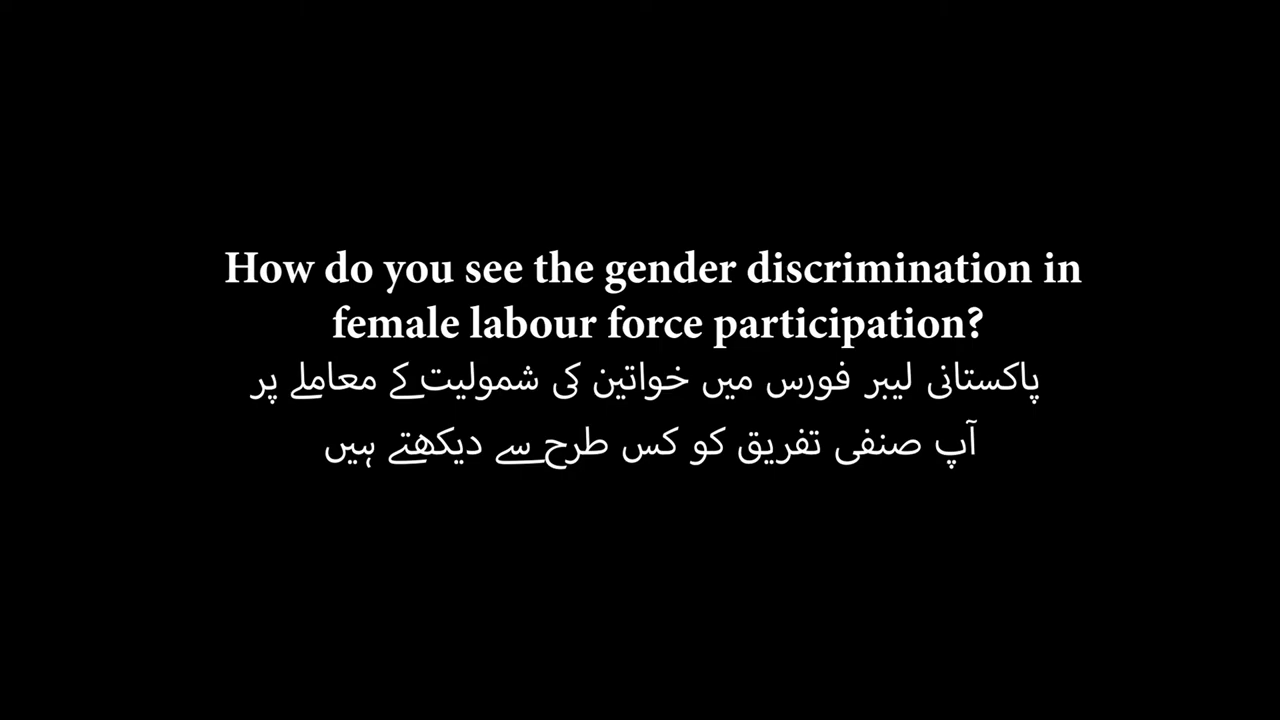 How do you see the gender discrimination in
female labour force participation?
پاکستانی لیبر فورس میں خواتین کی شمولیت کے معاملے پر
آپ صنفی تفریق کو کس طرح سے دیکھتے ہیں